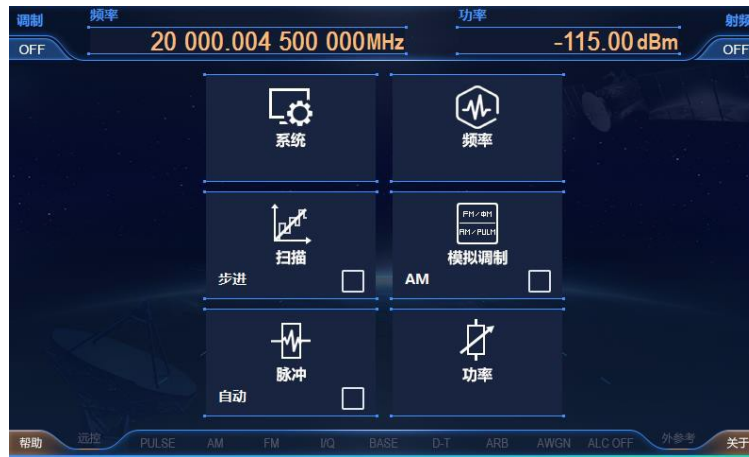 调制 频率 功率 射频
OFF 20 000.004 500 000MHz -115.00 dBm OFF
系统 频率
FM/ΦM
AM/PULM
扫描 模拟调制
步进 AM
脉冲 功率
自动
帮助 远控 PULSE AM FM I/Q BASE D-T ARB AWGN ALC OFF 外参考 关于